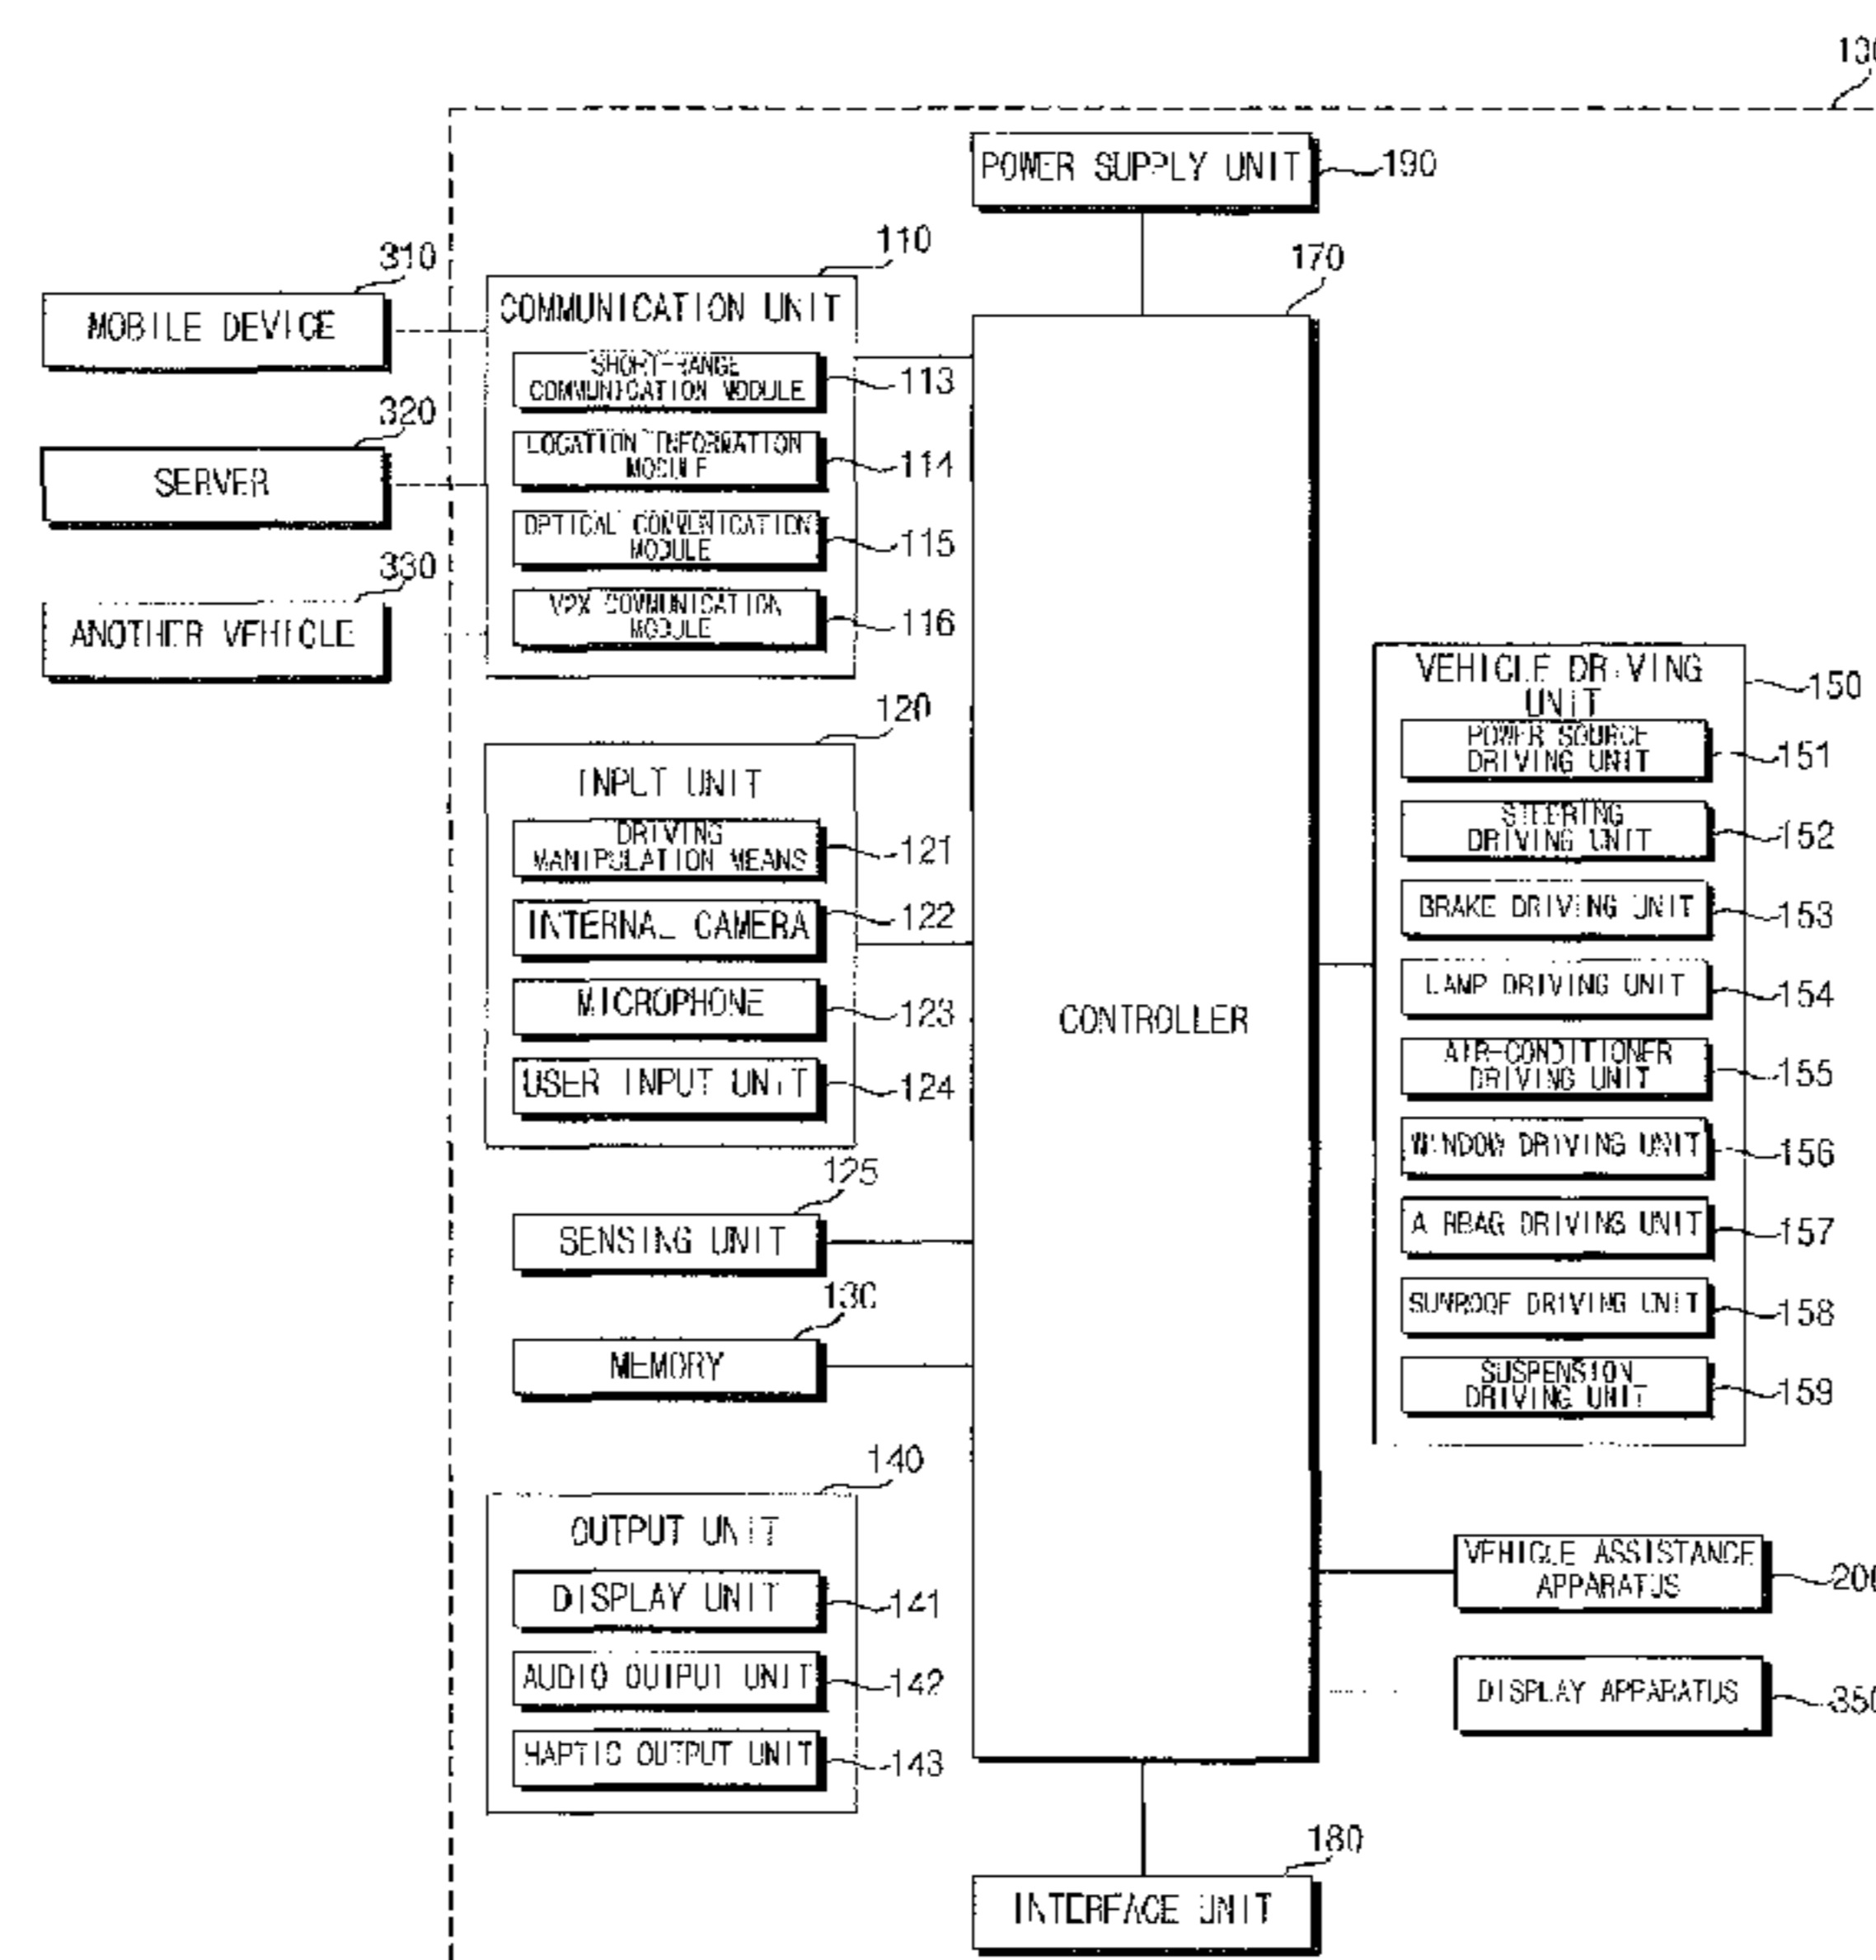 POWER SUPPLY UNIT
190
110
170
310
MOBILE DEVICE
COMMUNICATION UNIT
SHORT-RANGE
COMMUNICATION MODULE
113
320
SERVER
LOCATION INFORMATION
MODULE
114
OPTICAL COMMUNICATION
MODULE
115
330
ANOTHER VEHICLE
V2X COMMUNICATION
MODULE
116
120
INPUT UNIT
DRIVING
MANIPULATION MEANS
121
INTERNAL CAMERA
122
MICROPHONE
123
USER INPUT UNIT
124
125
SENSING UNIT
130
MEMORY
140
OUTPUT UNIT
DISPLAY UNIT
141
AUDIO OUTPUT UNIT
142
HAPTIC OUTPUT UNIT
143
CONTROLLER
VEHICLE DRIVING
UNIT
150
POWER SOURCE
DRIVING UNIT
151
STEERING
DRIVING UNIT
152
BRAKE DRIVING UNIT
153
LAMP DRIVING UNIT
154
AIR-CONDITIONER
DRIVING UNIT
155
WINDOW DRIVING UNIT
156
AIRBAG DRIVING UNIT
157
SUNROOF DRIVING UNIT
158
SUSPENSION
DRIVING UNIT
159
VEHICLE ASSISTANCE
APPARATUS
200
DISPLAY APPARATUS
350
180
INTERFACE UNIT